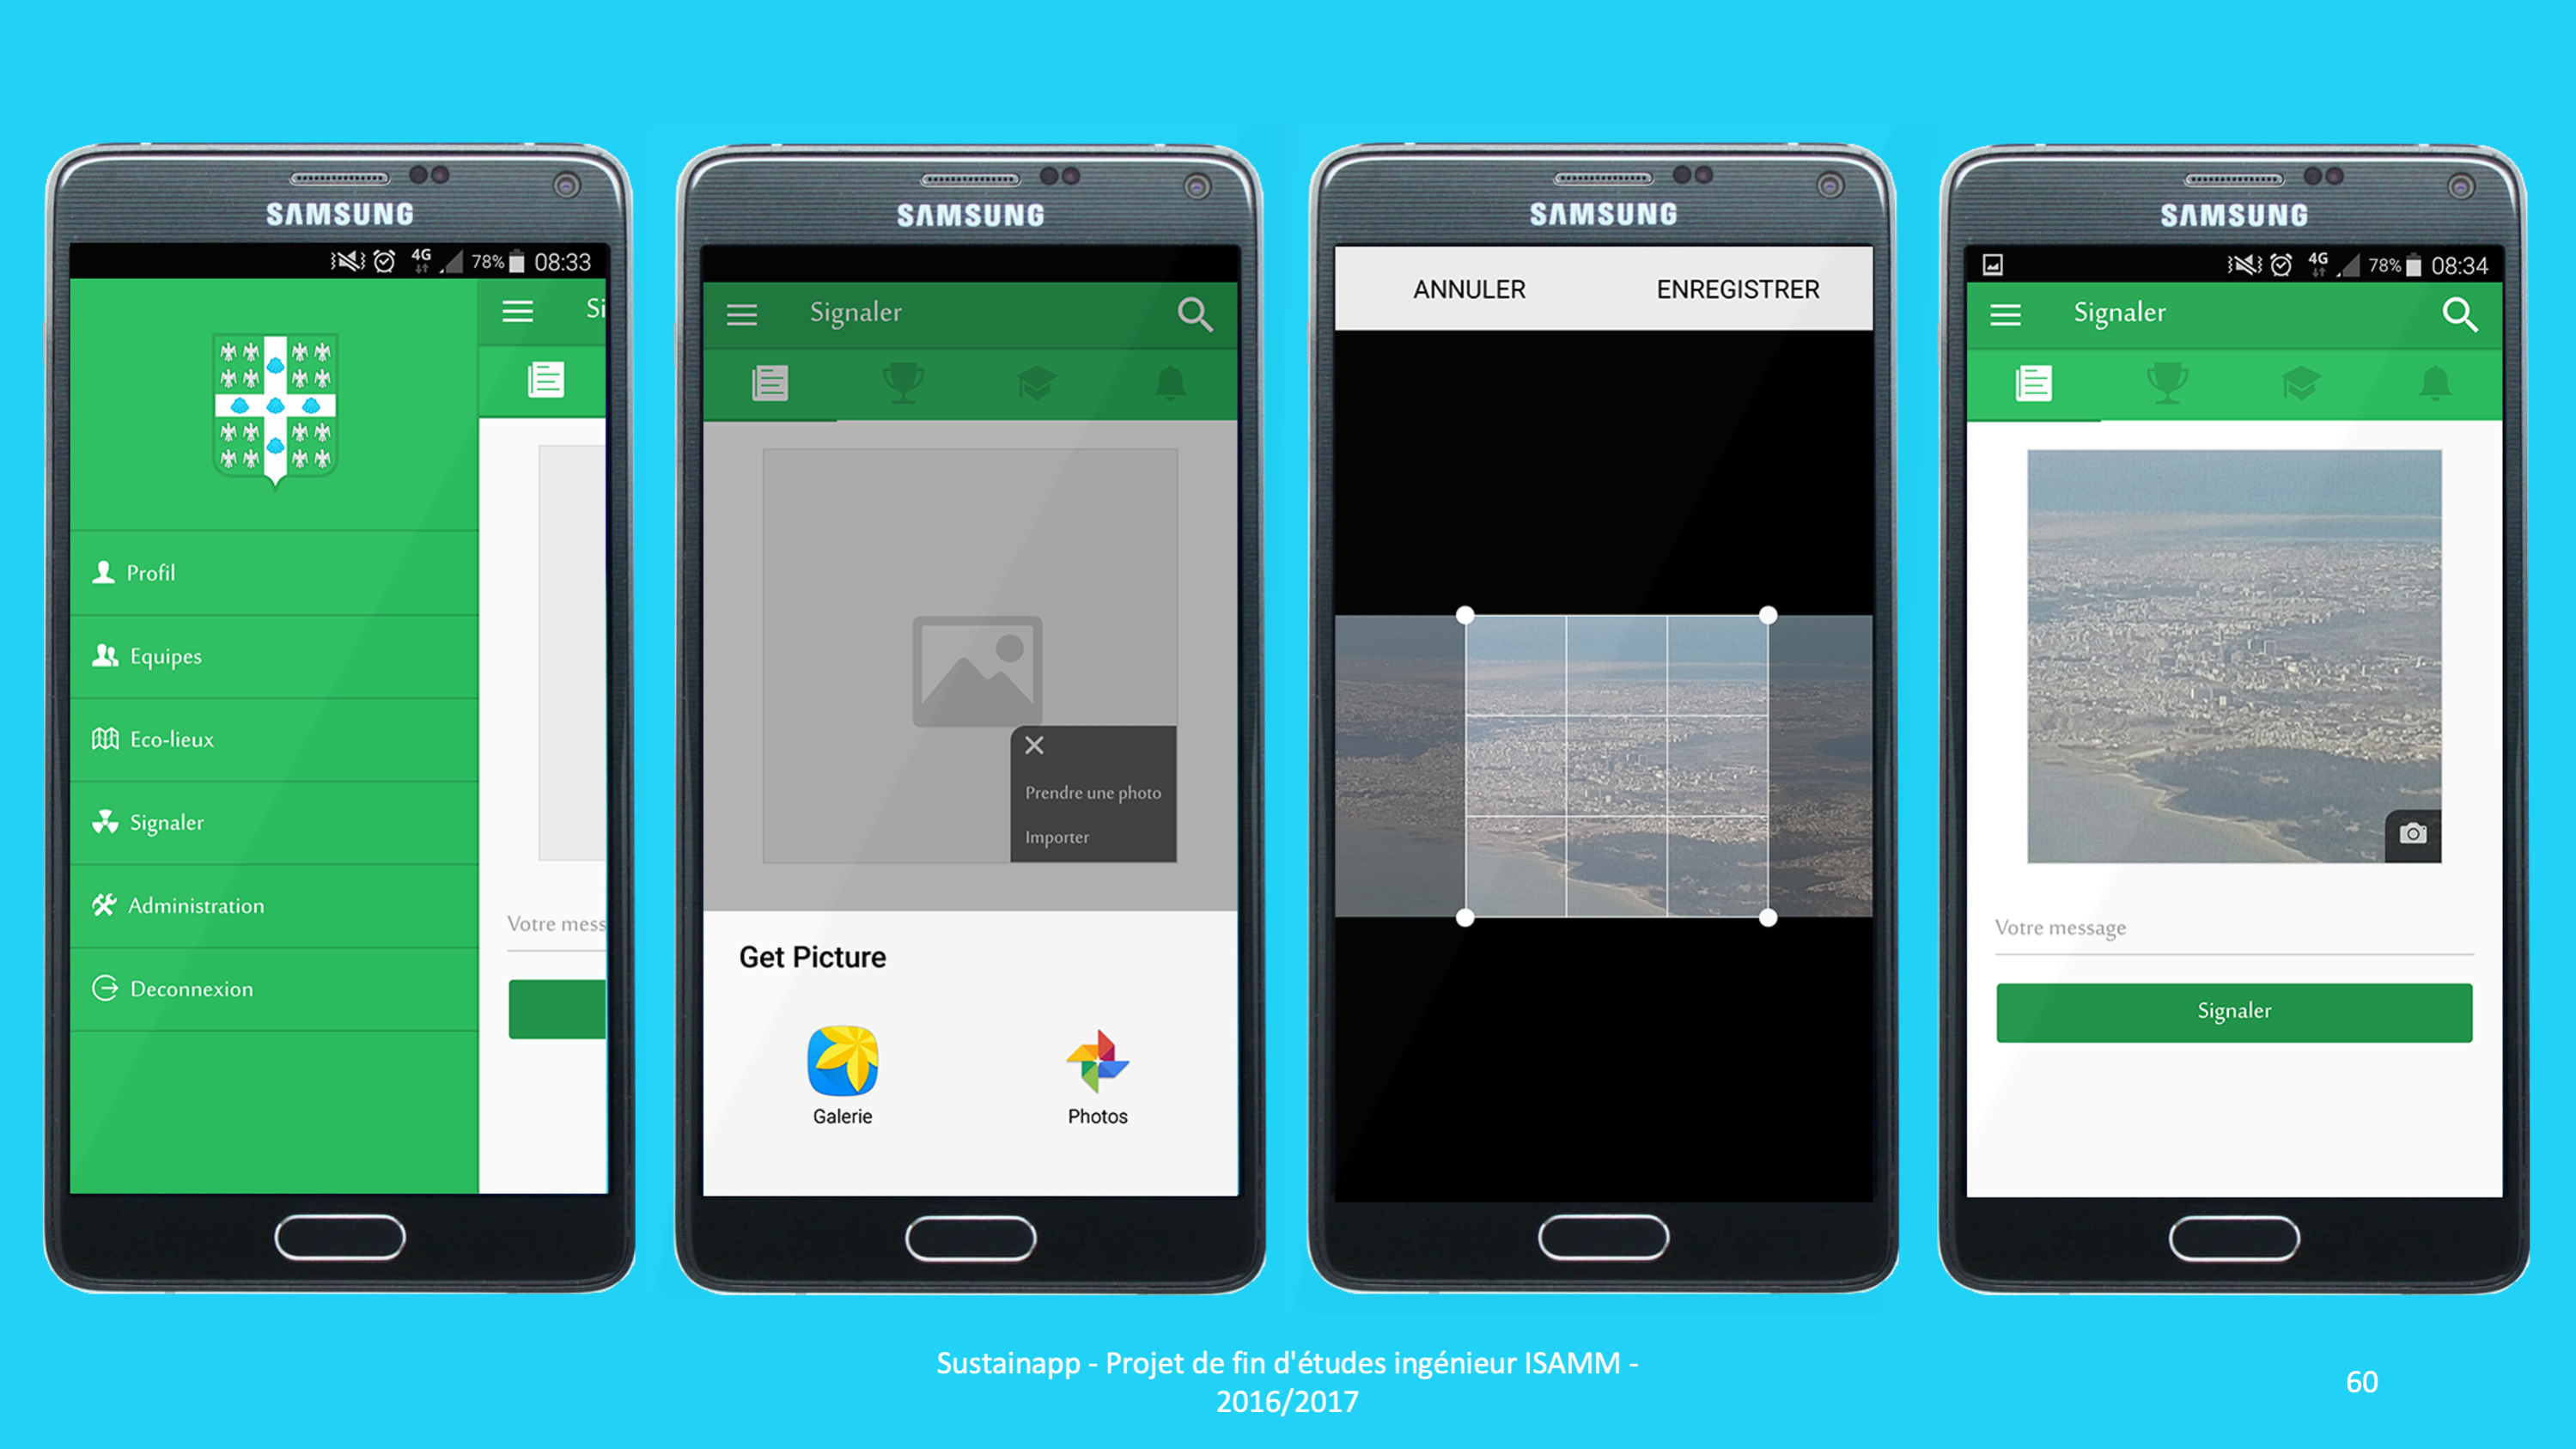 SAMSUNG
4G 78% 08:33
Si
Profil
Equipes
Eco-lieux
Signaler
Administration
Deconnexion
Votre mess
SAMSUNG
Signaler
Prendre une photo
Importer
Get Picture
Galerie
Photos
SAMSUNG
ANNULER ENREGISTRER
SAMSUNG
4G 78% 08:34
Signaler
Votre message
Signaler
Sustainapp - Projet de fin d'études ingénieur ISAMM -
2016/2017
60